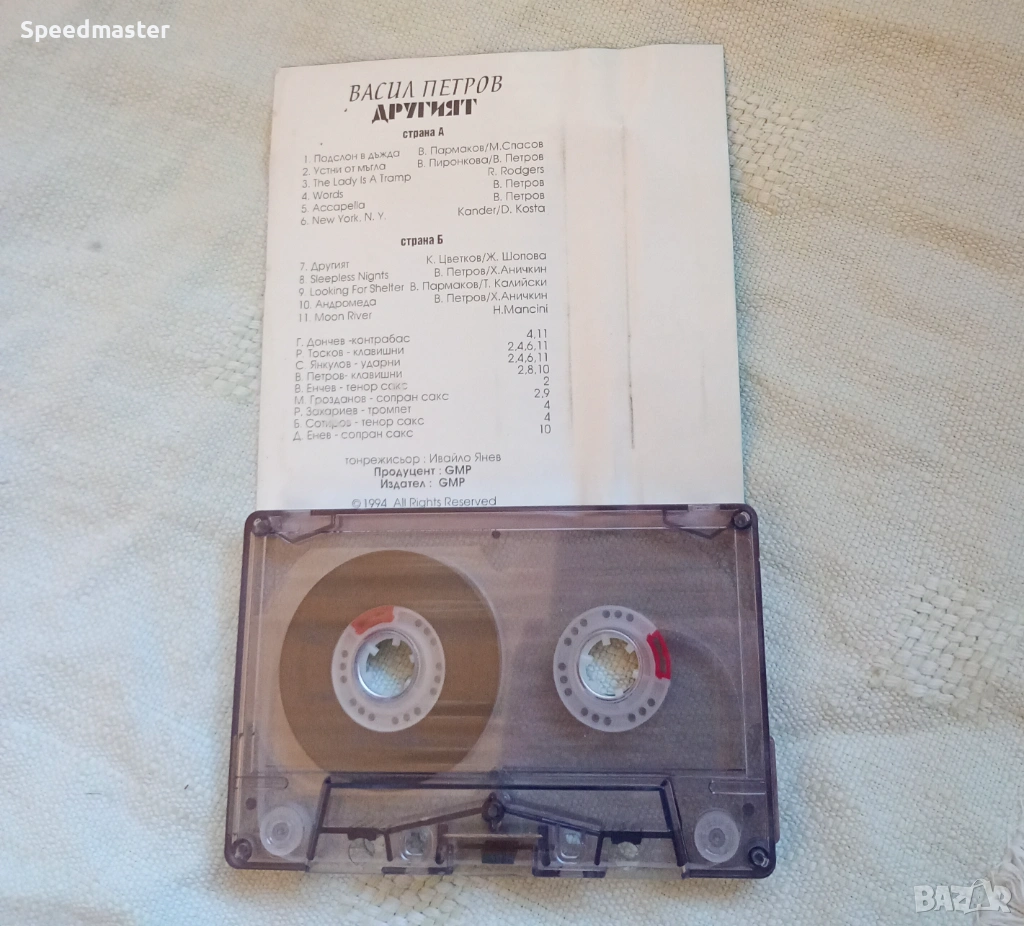 Speedmaster
ВАСИЛ ПЕТРОВ
ДРУГИЯТ
страна А
1. Подслон в дъжда В. Пармаков/М.Спасов
2. Устни от мъгла В. Пиронкова/В. Петров
3. The Lady Is A Tramp R. Rodgers
4. Words В. Петров
5. Accapella В. Петров
6. New York. N. Y. Kander/D. Kosta
страна Б
7. Другият К. Цветков/Ж. Шопова
8. Sleepless Nignts В. Петров/Х.Аничкин
9. Looking For Shelter В. Пармаков/Т. Калийски
10. Андромеда В. Петров/Х.Аничкин
11. Moon River H.Mancini
Г. Дончев -контрабас 4,11
Р. Тосков - клавишни 2,4,6,11
С. Янкулов - ударни 2,4,6,11
В. Петров- клавишни 2,8,10
В. Енчев - тенор сакс 2
М. Грозданов - сопран сакс 2,9
Р. Захариев - тромпет 4
Б. Сотиров - тенор сакс 4
Д. Енев - сопран сакс 10
тонрежисьор : Ивайло Янев
Продуцент : GMP
Издател : GMP
©1994 All Rights Reserved
BAZAR